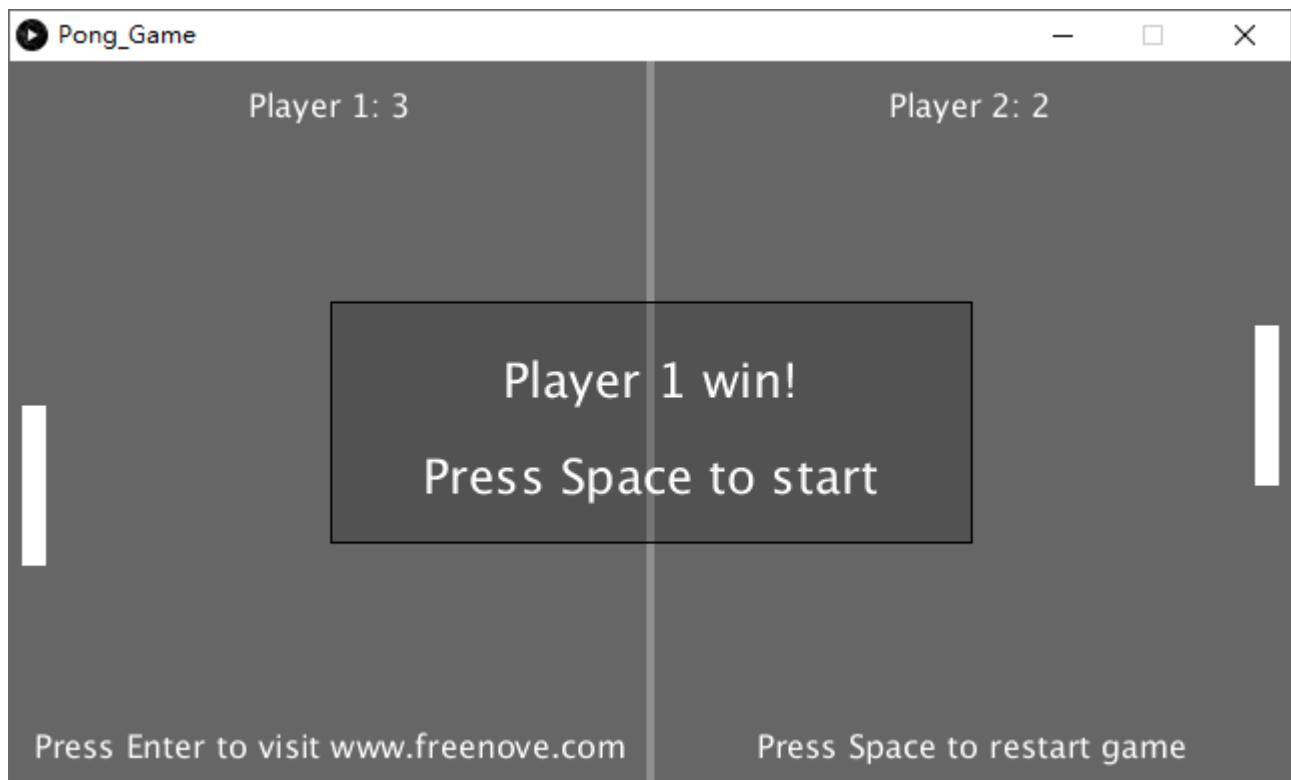 Pong_Game
Player 1: 3
Player 2: 2
Player 1 win!
Press Space to start
Press Enter to visit www.freenove.com
Press Space to restart game